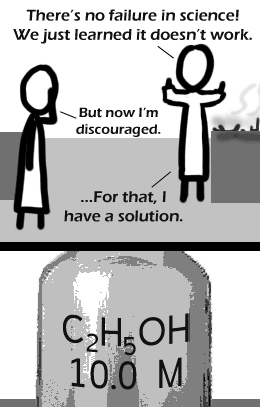 There's no failure in science!
We just learned it doesn't work.
But now I'm
discouraged.
...For that, I
have a solution.
C₂H₅OH
10.0 M